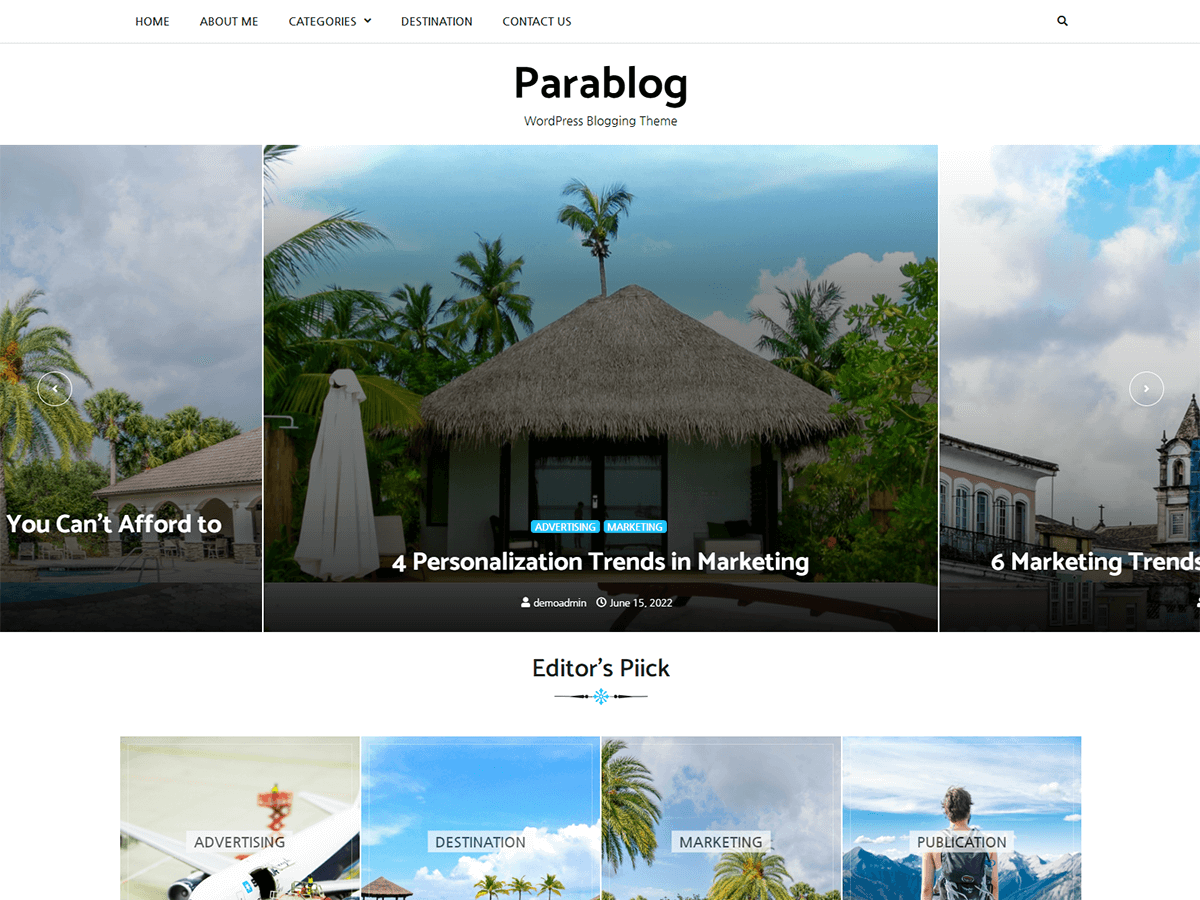 HOME ABOUT ME CATEGORIES DESTINATION CONTACT US
Parablog
WordPress Blogging Theme
You Can't Afford to
ADVERTISING MARKETING
4 Personalization Trends in Marketing
demoadmin June 15, 2022
6 Marketing Trends
Editor's Piick
ADVERTISING
DESTINATION
MARKETING
PUBLICATION